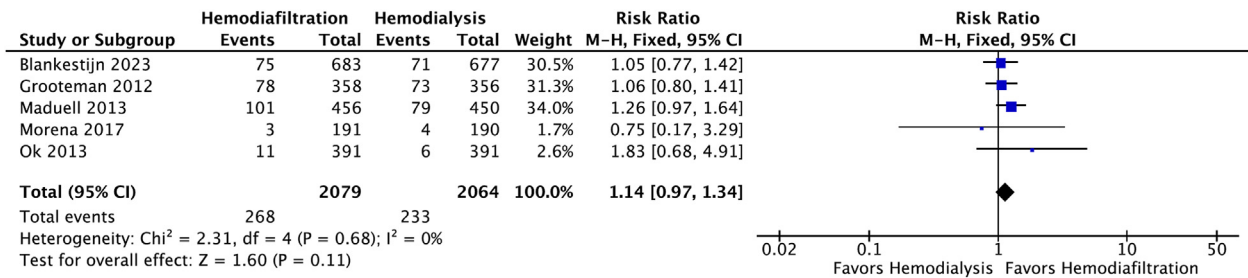 Hemodiafiltration Hemodialysis Risk Ratio Risk Ratio
Study or Subgroup Events Total Events Total Weight M-H, Fixed, 95% CI M-H, Fixed, 95% CI
Blankestijn 2023 75 683 71 677 30.5% 1.05 [0.77, 1.42]
Grooteman 2012 78 358 73 356 31.3% 1.06 [0.80, 1.41]
Maduell 2013 101 456 79 450 34.0% 1.26 [0.97, 1.64]
Morena 2017 3 191 4 190 1.7% 0.75 [0.17, 3.29]
Ok 2013 11 391 6 391 2.6% 1.83 [0.68, 4.91]
Total (95% CI) 2079 2064 100.0% 1.14 [0.97, 1.34]
Total events 268 233
Heterogeneity: Chi² = 2.31, df = 4 (P = 0.68); I² = 0%
Test for overall effect: Z = 1.60 (P = 0.11)
0.02 0.1 1 10 50
Favors Hemodialysis Favors Hemodiafiltration